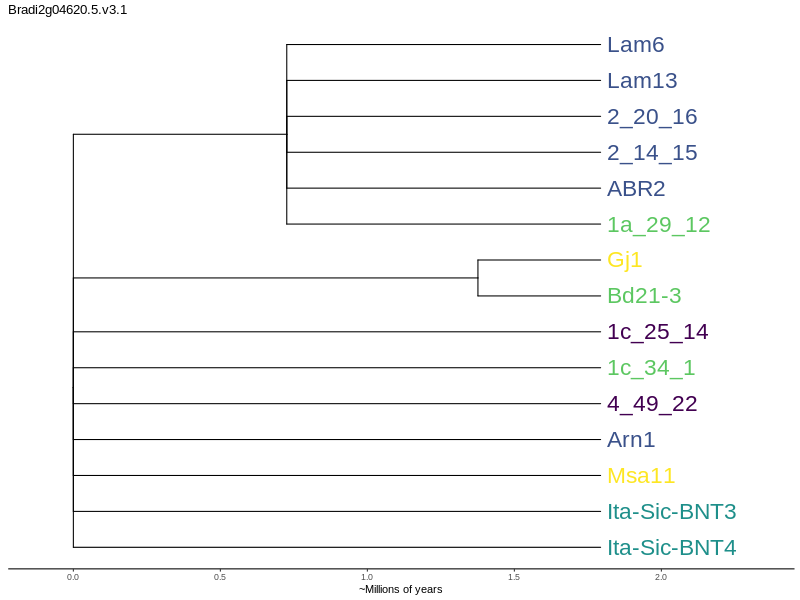 Bradi2g04620.5.v3.1
Lam6
Lam13
2_20_16
2_14_15
ABR2
1a_29_12
Gj1
Bd21-3
1c_25_14
1c_34_1
4_49_22
Arn1
Msa11
Ita-Sic-BNT3
Ita-Sic-BNT4
0.0 0.5 1.0 1.5 2.0
~Millions of years